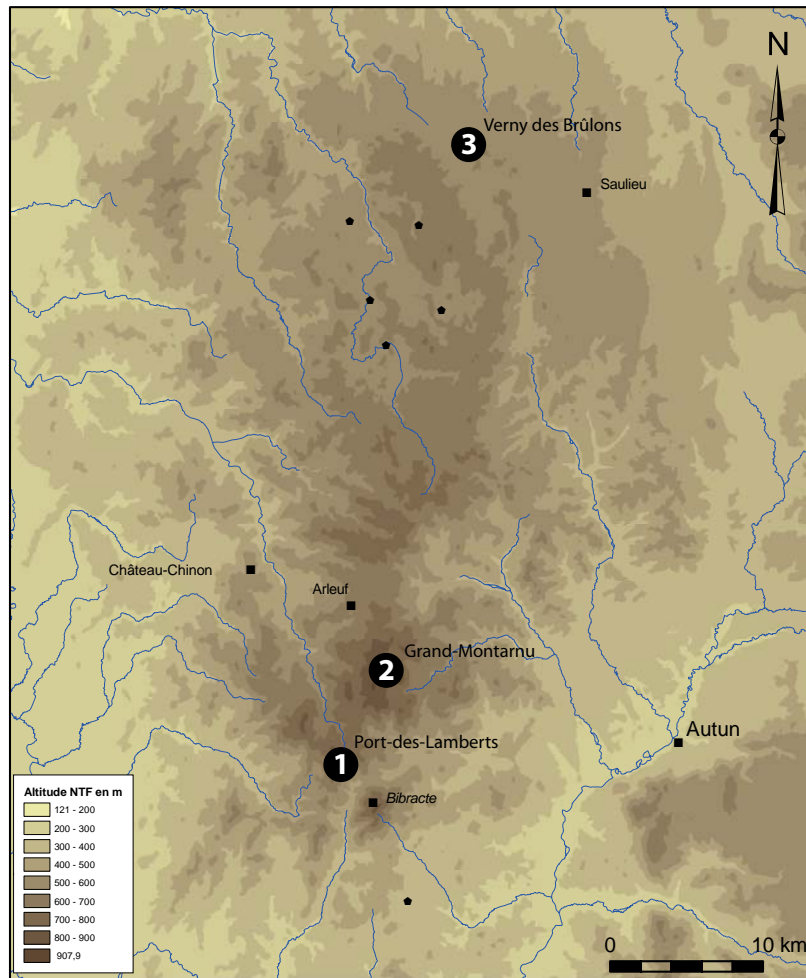 N
3 Verny des Brûlons
Saulieu
Château-Chinon
Arleuf
2 Grand-Montarnu
1 Port-des-Lamberts
Autun
Bibracte
Altitude NTF en m
121 - 200
200 - 300
300 - 400
400 - 500
500 - 600
600 - 700
700 - 800
800 - 900
907,9
0 10 km